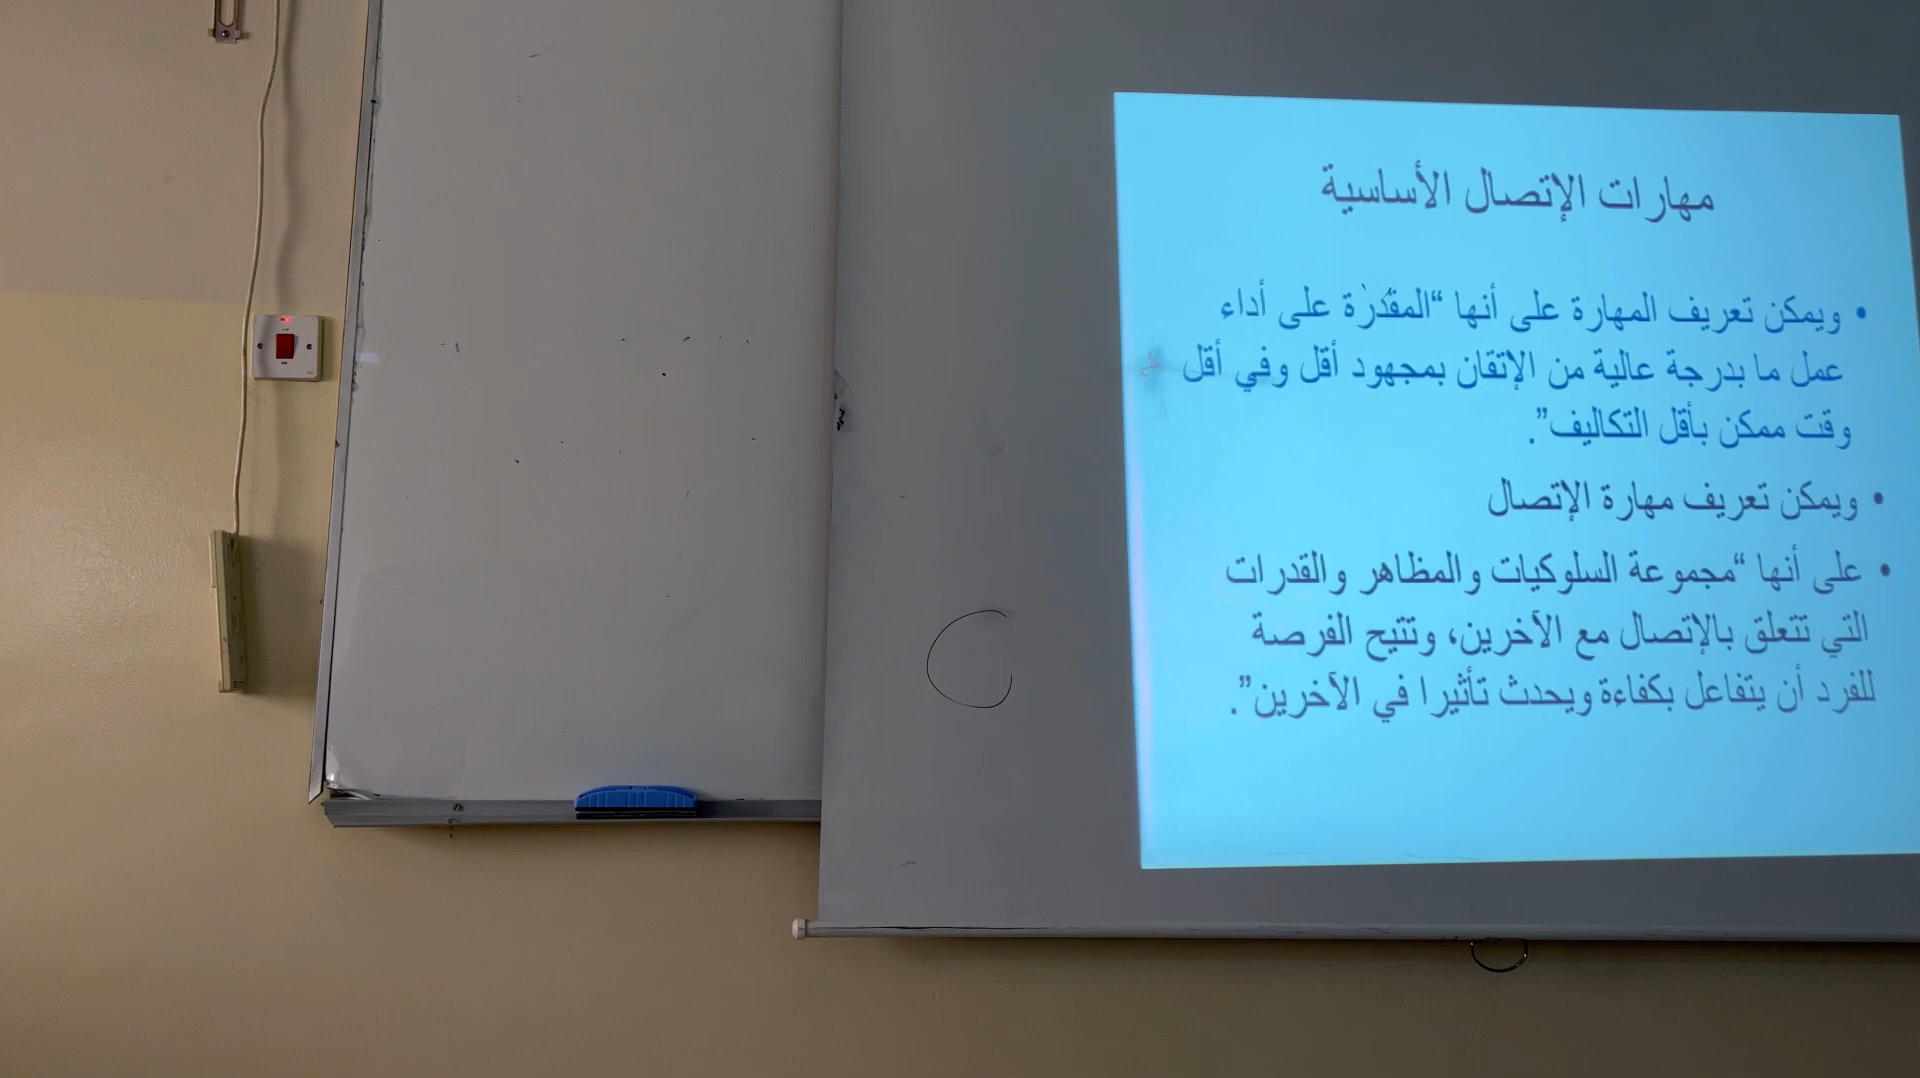 مهارات الإتصال الأساسية
• ويمكن تعريف المهارة على أنها “المقدرة على أداء
عمل ما بدرجة عالية من الإتقان بمجهود أقل وفي أقل
وقت ممكن بأقل التكاليف”.
• ويمكن تعريف مهارة الإتصال
• على أنها “مجموعة السلوكيات والمظاهر والقدرات
التي تتعلق بالإتصال مع الآخرين، وتتيح الفرصة
للفرد أن يتفاعل بكفاءة ويحدث تأثيرا في الآخرين”.